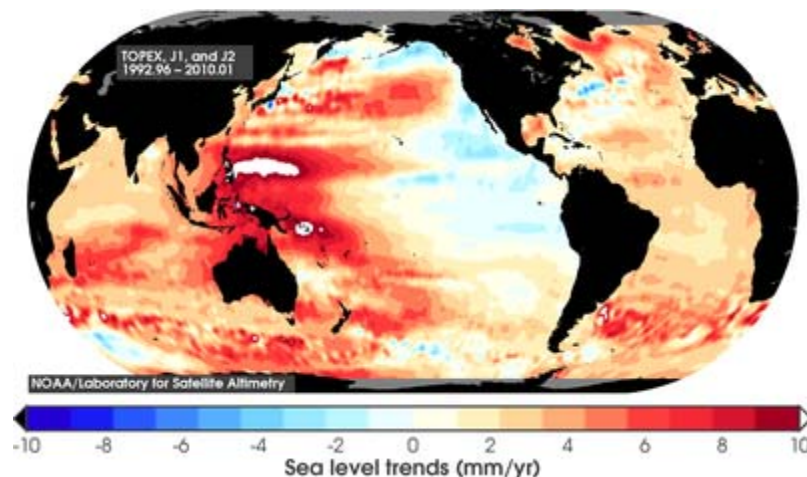 TOPEX, J1, and J2
1992.96 – 2010.01
NOAA/Laboratory for Satellite Altimetry
-10 -8 -6 -4 -2 0 2 4 6 8 10
Sea level trends (mm/yr)